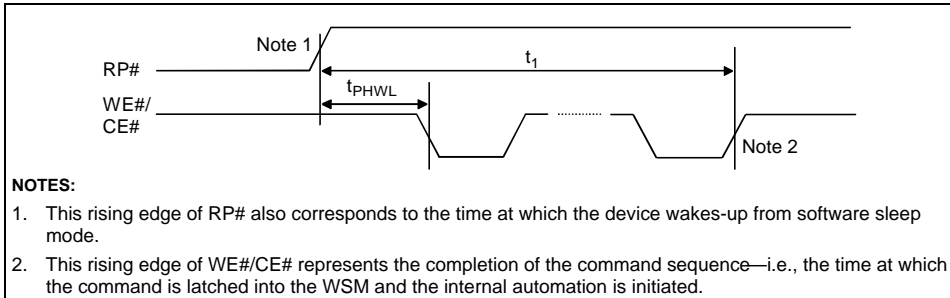 Note 1
RP#
t1
tPHWL
WE#/
CE#
Note 2
NOTES:
1. This rising edge of RP# also corresponds to the time at which the device wakes-up from software sleep
mode.
2. This rising edge of WE#/CE# represents the completion of the command sequence—i.e., the time at which
the command is latched into the WSM and the internal automation is initiated.